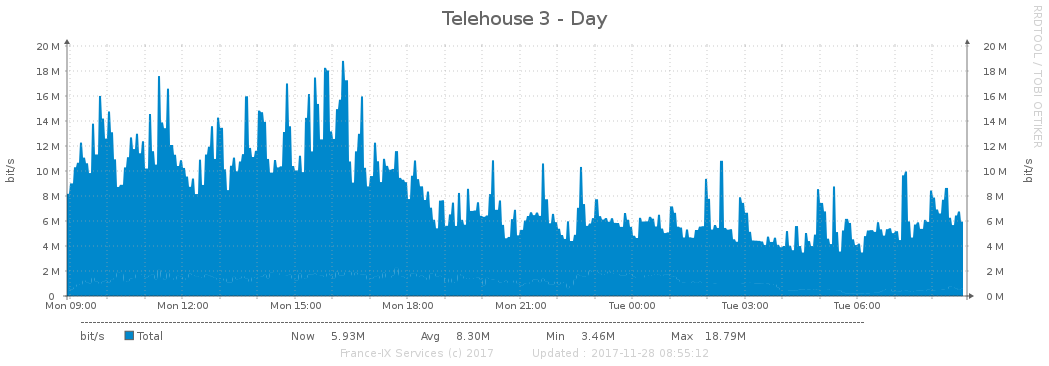 Telehouse 3 - Day
RRDTOOL / TOBI OETIKER
bit/s
bit/s
20 M 20 M
18 M 18 M
16 M 16 M
14 M 14 M
12 M 12 M
10 M 10 M
8 M 8 M
6 M 6 M
4 M 4 M
2 M 2 M
0 0 M
Mon 09:00 Mon 12:00 Mon 15:00 Mon 18:00 Mon 21:00 Tue 00:00 Tue 03:00 Tue 06:00
bit/s Total Now 5.93M Avg 8.30M Min 3.46M Max 18.79M
France-IX Services (c) 2017 Updated : 2017-11-28 08:55:12